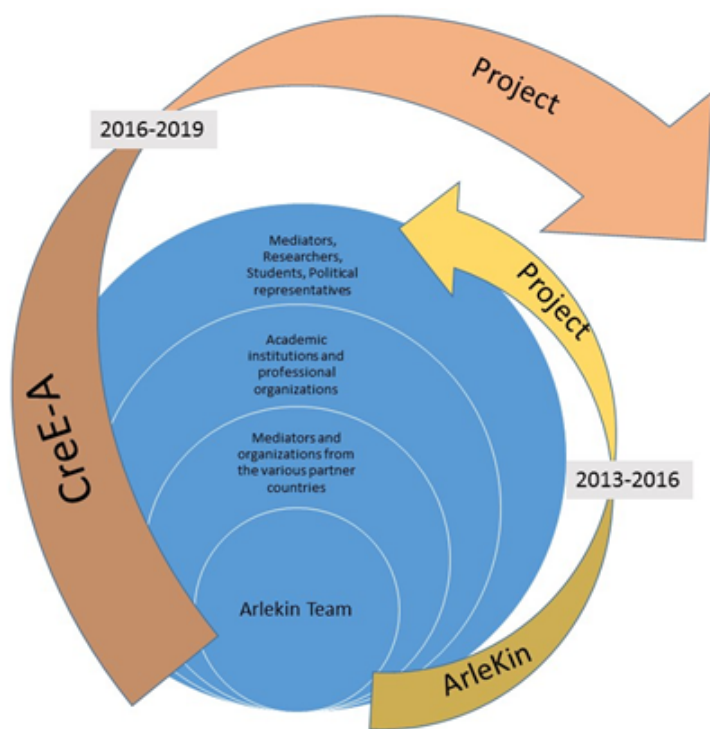 Project
2016-2019
Mediators,
Researchers,
Students, Political
representatives
Project
Academic
institutions and
professional
organizations
CreE-A
Mediators and
organizations from
the various partner
countries
2013-2016
Arlekin Team
ArleKin